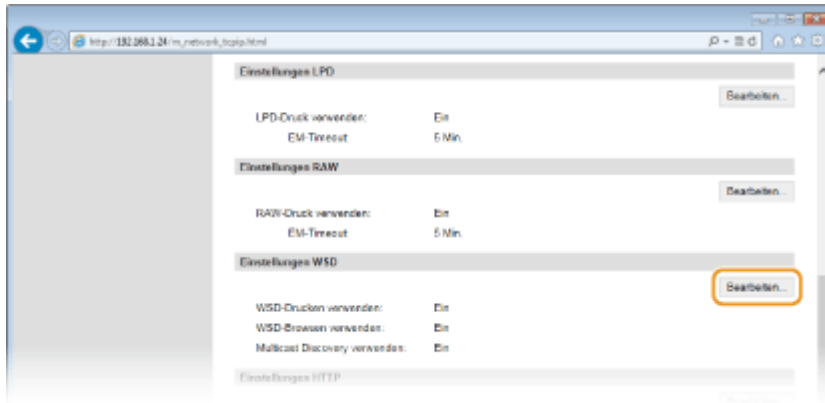 http://192.168.1.24/m_network_tcpip.html
Einstellungen LPD
Bearbeiten...
LPD-Druck verwenden: Ein
EM-Timeout 5 Min.
Einstellungen RAW
Bearbeiten...
RAW-Druck verwenden: Ein
EM-Timeout 5 Min.
Einstellungen WSD
Bearbeiten...
WSD-Drucken verwenden: Ein
WSD-Browsen verwenden: Ein
Multicast Discovery verwenden: Ein
Einstellungen HTTP